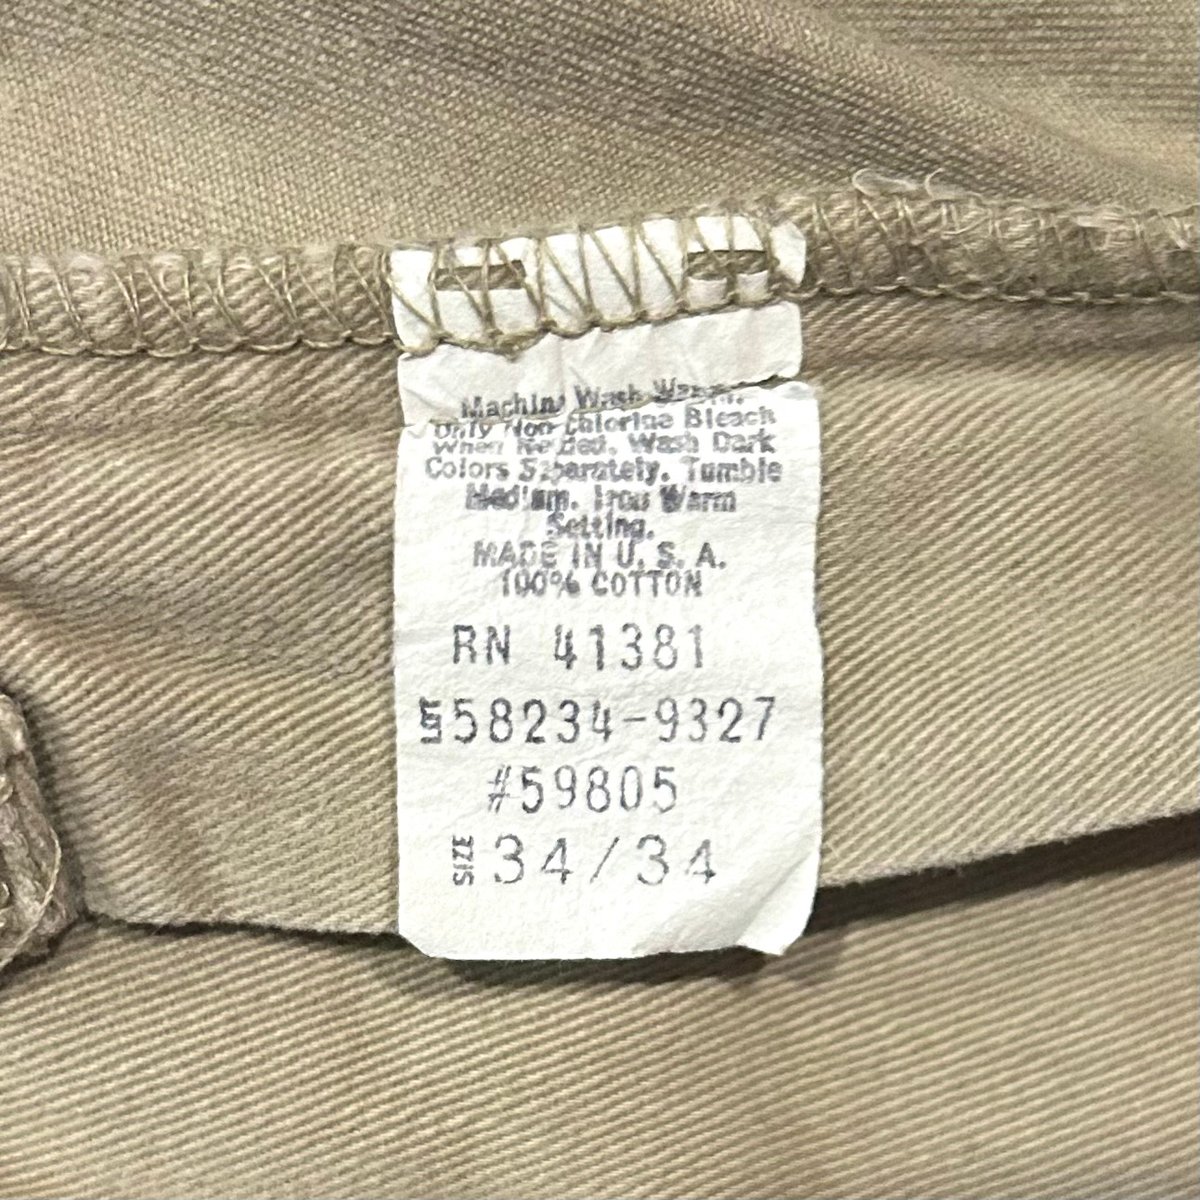 Machine Wash Warm.
Only Non-Chlorine Bleach
When Needed. Wash Dark
Colors Separately. Tumble
Medium. Iron Warm
Setting.
MADE IN U.S.A.
100% COTTON
RN 41381
58234-9327
#59805
SIZE 34/34